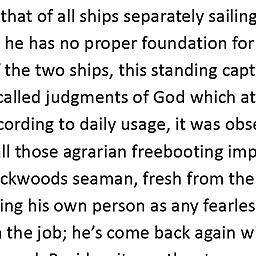 that of all ships separately sailing
he has no proper foundation for
the two ships, this standing capt
called judgments of God which at
cording to daily usage, it was obse
ll those agrarian freebooting imp
ckwoods seaman, fresh from the
ing his own person as any fearless
the job; he's come back again w